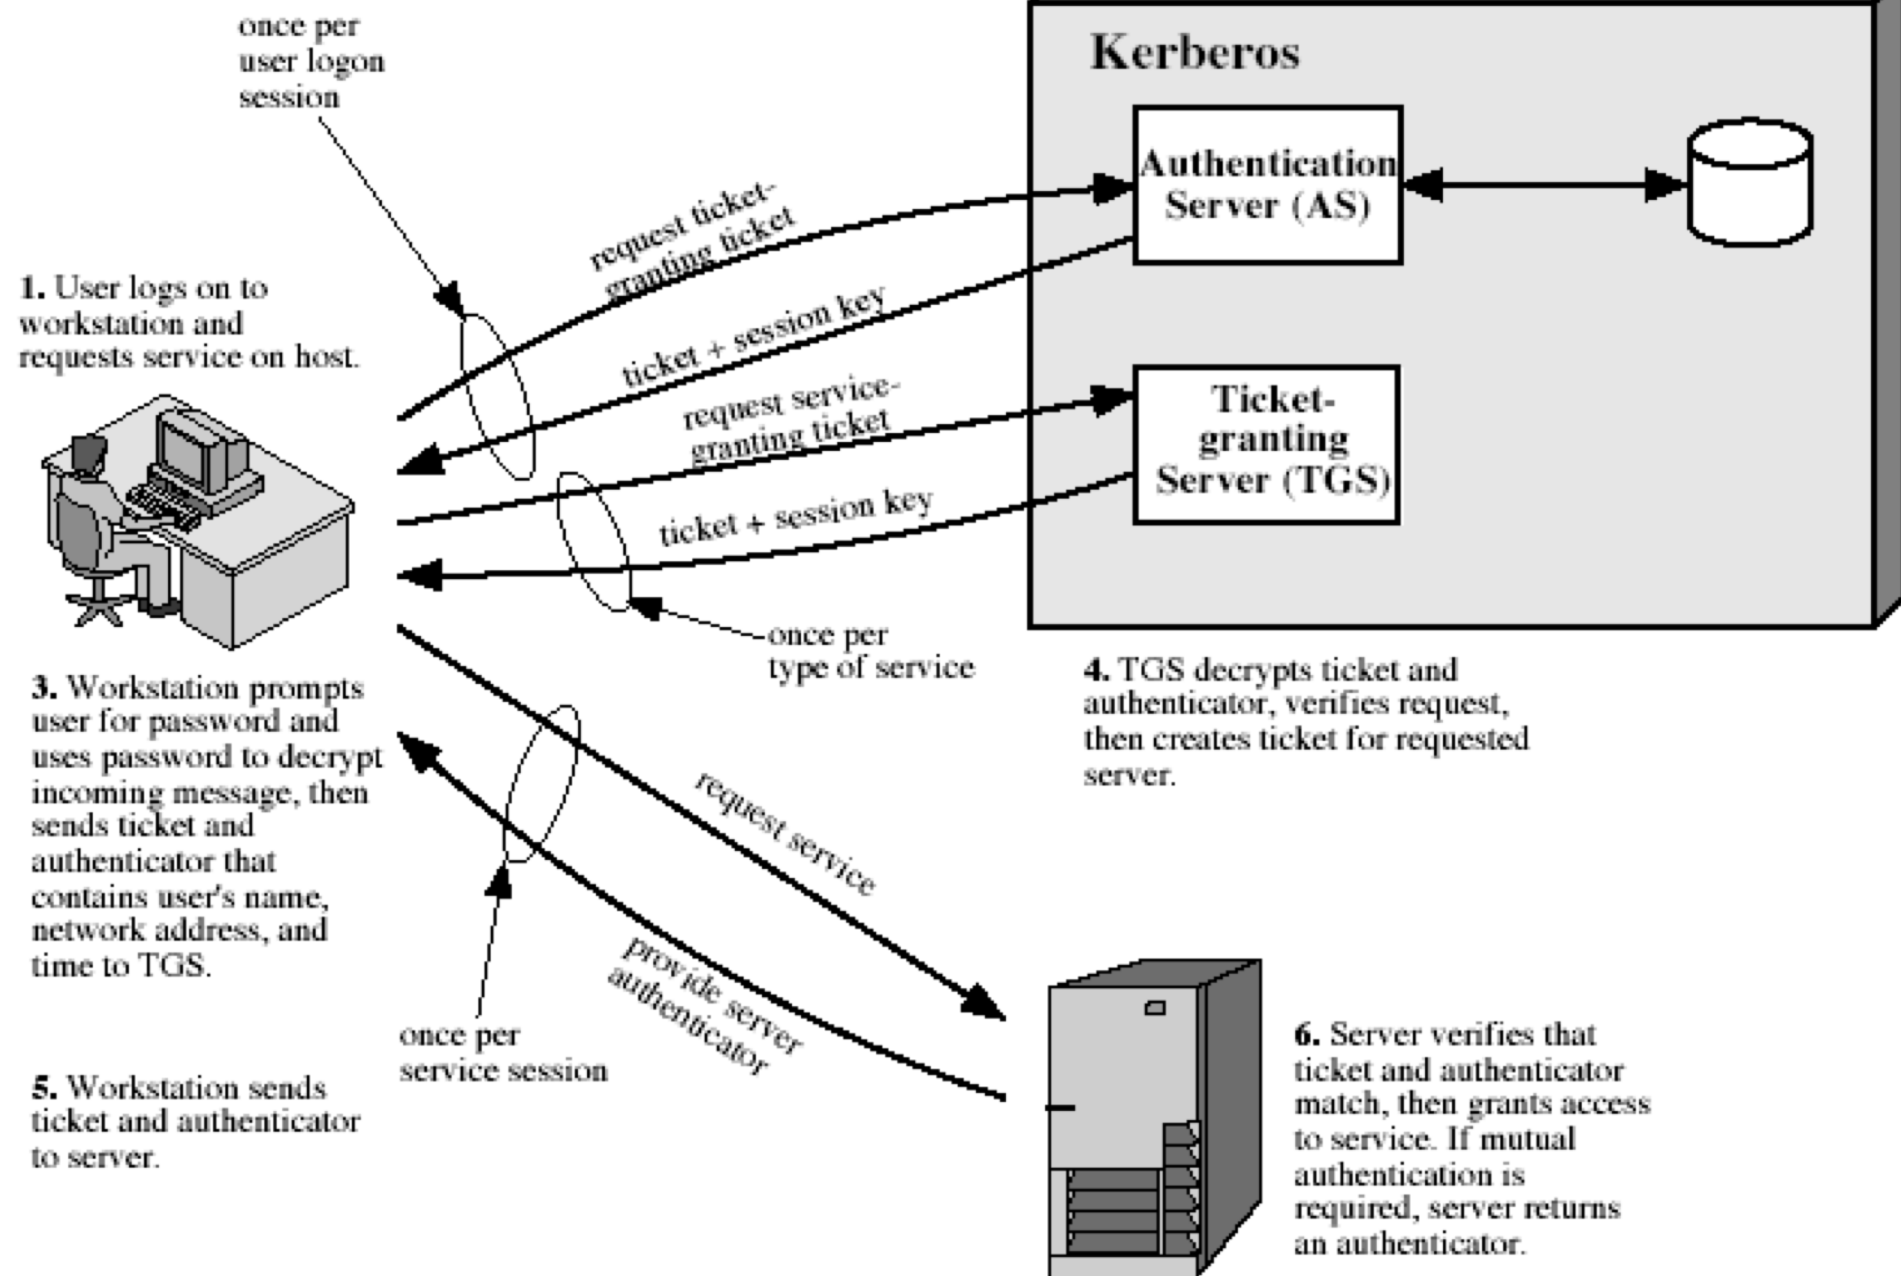 once per
user logon
session
Kerberos
Authentication
Server (AS)
request ticket-
granting ticket
1. User logs on to
workstation and
requests service on host.
ticket + session key
request service-
granting ticket
Ticket-
granting
Server (TGS)
ticket + session key
once per
type of service
3. Workstation prompts
user for password and
uses password to decrypt
incoming message, then
sends ticket and
authenticator that
contains user's name,
network address, and
time to TGS.
4. TGS decrypts ticket and
authenticator, verifies request,
then creates ticket for requested
server.
request service
provide server
authenticator
once per
service session
5. Workstation sends
ticket and authenticator
to server.
6. Server verifies that
ticket and authenticator
match, then grants access
to service. If mutual
authentication is
required, server returns
an authenticator.